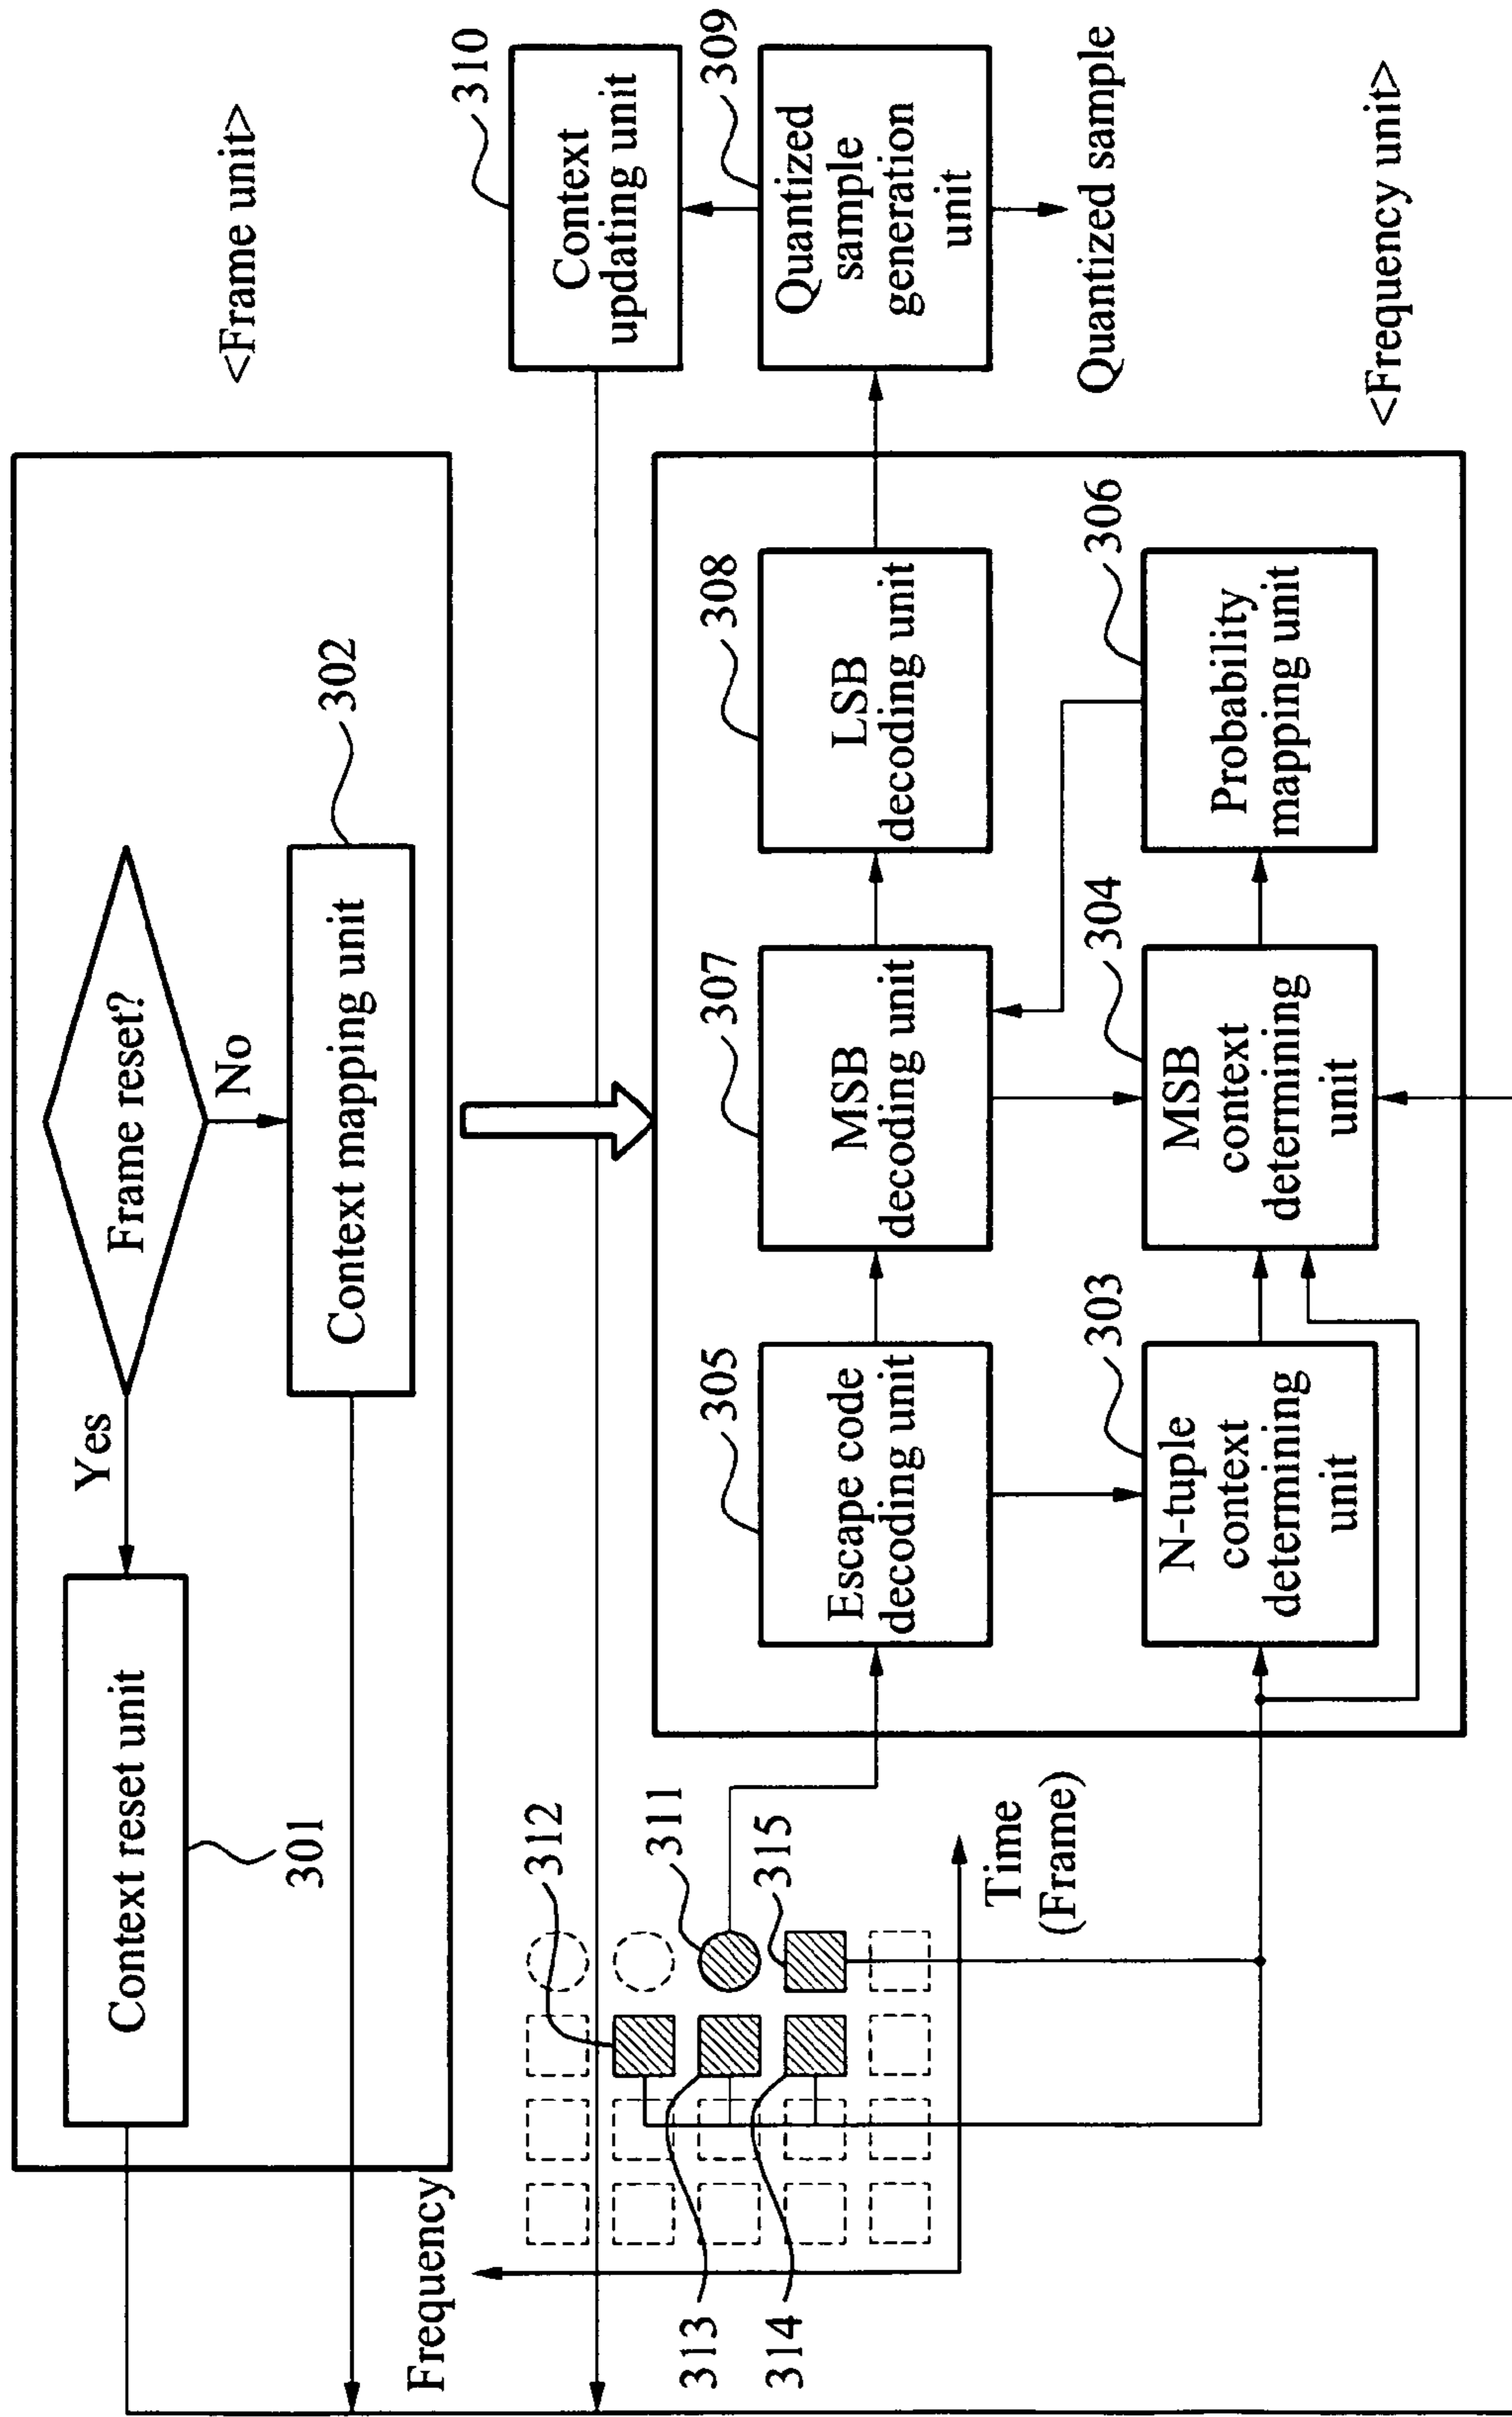 <Frame unit>
Context reset unit
301
Yes
Frame reset?
No
Context mapping unit
302
Frequency
312
311
315
313
314
Time
(Frame)
310
Context
updating unit
309
Quantized
sample
generation
unit
Quantized sample
305
Escape code
decoding unit
307
MSB
decoding unit
308
LSB
decoding unit
303
N-tuple
context
determining
unit
304
MSB
context
determining
unit
306
Probability
mapping unit
<Frequency unit>